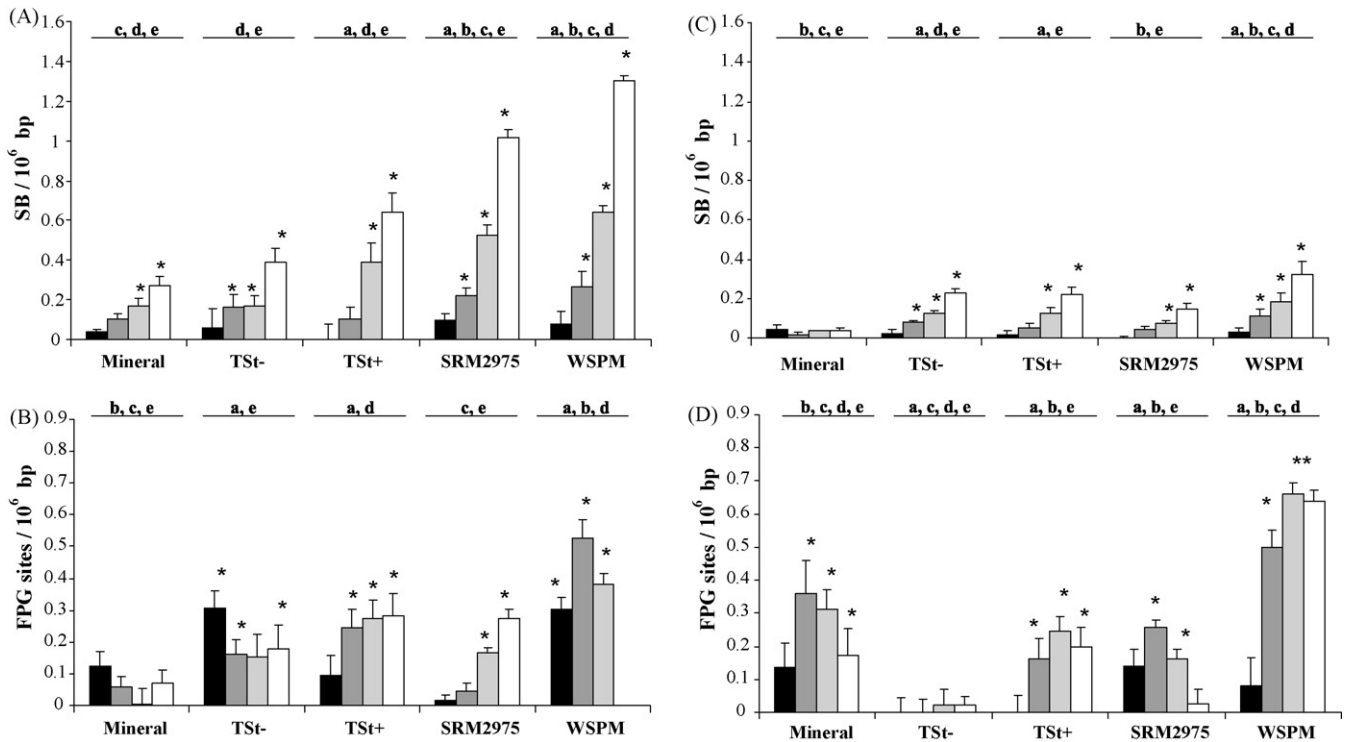 (A)
SB / 10⁶ bp
1.6
1.4
1.2
1
0.8
0.6
0.4
0.2
0
c, d, e
d, e
a, d, e
a, b, c, e
a, b, c, d
* *
* * *
* *
* * *
* * *
Mineral TSt- TSt+ SRM2975 WSPM
(B)
FPG sites / 10⁶ bp
0.9
0.8
0.7
0.6
0.5
0.4
0.3
0.2
0.1
0
b, c, e
a, e
a, d
c, e
a, b, d
* * *
* * *
* *
* * *
Mineral TSt- TSt+ SRM2975 WSPM
(C)
SB / 10⁶ bp
1.6
1.4
1.2
1
0.8
0.6
0.4
0.2
0
b, c, e
a, d, e
a, e
b, e
a, b, c, d
* * *
* *
* *
* * *
Mineral TSt- TSt+ SRM2975 WSPM
(D)
FPG sites / 10⁶ bp
0.9
0.8
0.7
0.6
0.5
0.4
0.3
0.2
0.1
0
b, c, d, e
a, c, d, e
a, b, e
a, b, e
a, b, c, d
* * *
* * *
* *
* **
Mineral TSt- TSt+ SRM2975 WSPM